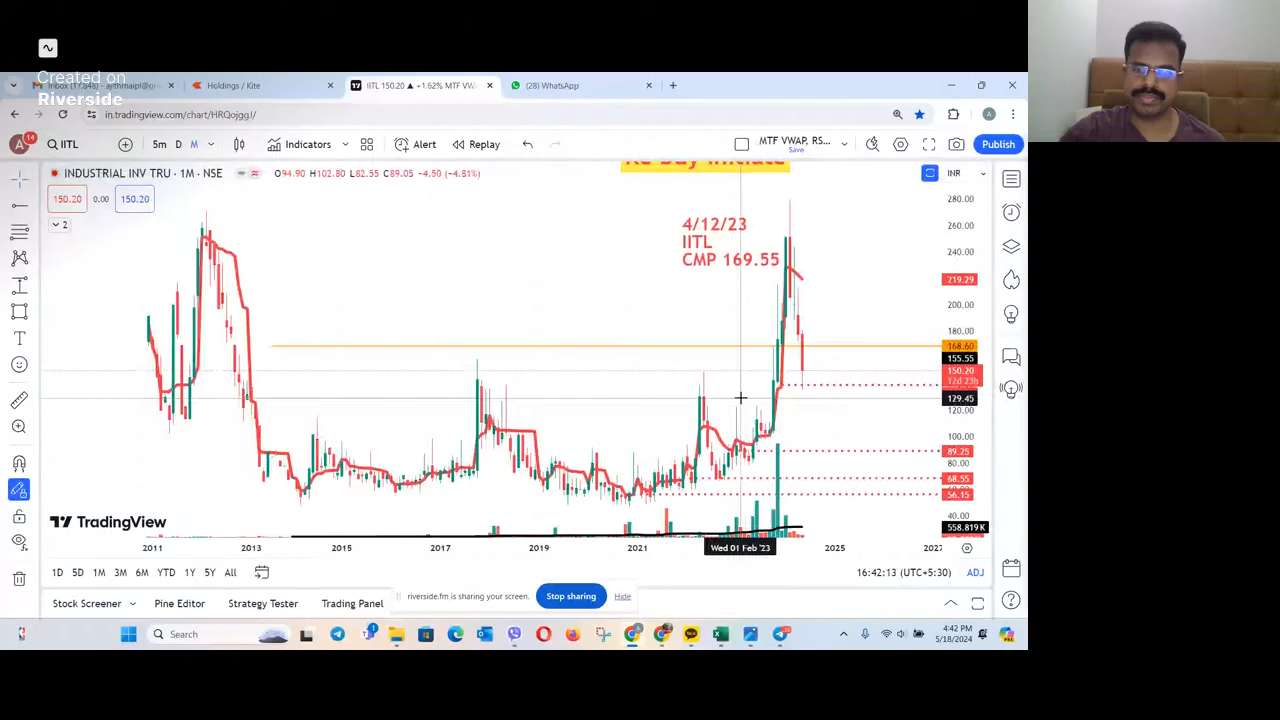 Created on
Riverside
Holdings / Kite
IITL 150.20 ▲ +1.62% MTF VW
(28) WhatsApp
in.tradingview.com/chart/HRQojggJ/
A 14
IITL
5m D M
Indicators
Alert
Replay
MTF VWAP, RS...
Save
Publish
INDUSTRIAL INV TRU · 1M · NSE
O94.90 H102.80 L82.55 C89.05 -4.50 (-4.81%)
INR
150.20 0.00 150.20
2
4/12/23
IITL
CMP 169.55
280.00
260.00
240.00
219.29
200.00
180.00
168.60
155.55
150.20
12d 23h
129.45
120.00
100.00
89.25
80.00
68.55
56.15
40.00
558.819K
TradingView
2011 2013 2015 2017 2019 2021 Wed 01 Feb '23 2025 2027
1D 5D 1M 3M 6M YTD 1Y 5Y All
16:42:13 (UTC+5:30) ADJ
Stock Screener Pine Editor Strategy Tester Trading Panel
riverside.fm is sharing your screen. Stop sharing Hide
Search
4:42 PM
5/18/2024